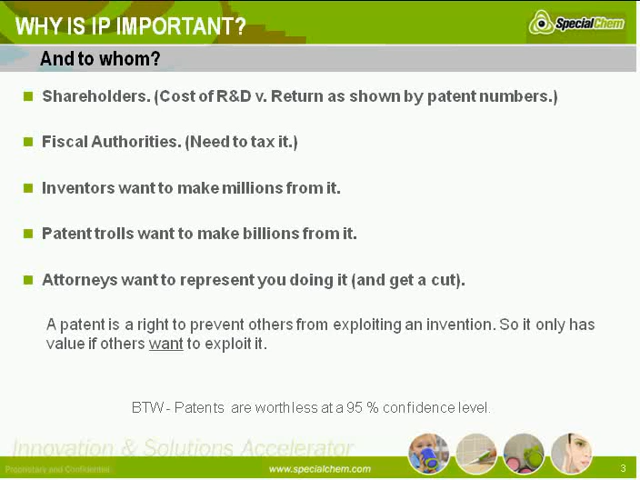 WHY IS IP IMPORTANT?
SpecialChem
And to whom?
Shareholders. (Cost of R&D v. Return as shown by patent numbers.)
Fiscal Authorities. (Need to tax it.)
Inventors want to make millions from it.
Patent trolls want to make billions from it.
Attorneys want to represent you doing it (and get a cut).
A patent is a right to prevent others from exploiting an invention. So it only has
value if others want to exploit it.
BTW - Patents are worthless at a 95 % confidence level.
Innovation & Solutions Accelerator
Proprietary and Confidential
www.specialchem.com
3